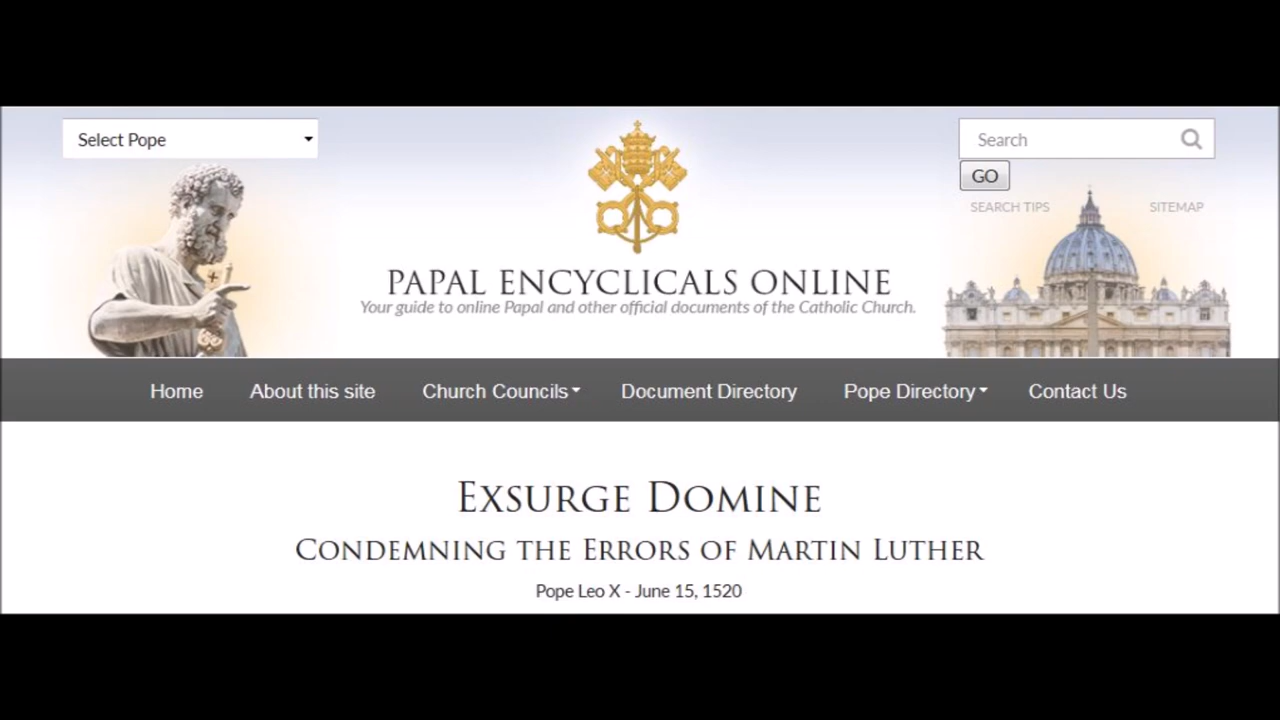 Select Pope
Search
GO
SEARCH TIPS SITEMAP
PAPAL ENCYCLICALS ONLINE
Your guide to online Papal and other official documents of the Catholic Church.
Home About this site Church Councils Document Directory Pope Directory Contact Us
EXSURGE DOMINE
CONDEMNING THE ERRORS OF MARTIN LUTHER
Pope Leo X - June 15, 1520